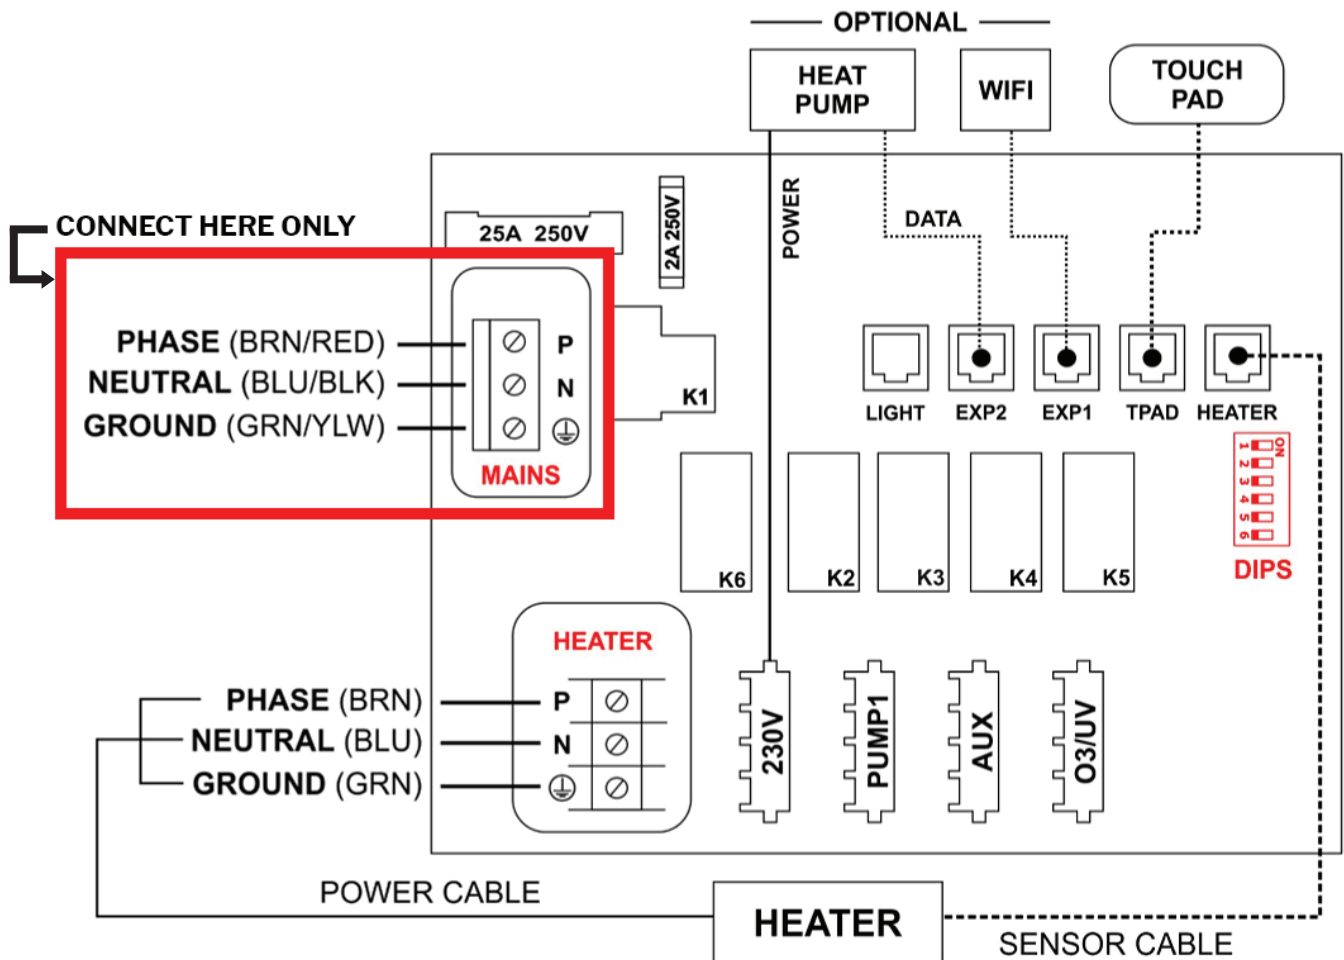 OPTIONAL
HEAT
PUMP
WIFI
TOUCH
PAD
CONNECT HERE ONLY
25A 250V
2A 250V
POWER
DATA
PHASE (BRN/RED)
NEUTRAL (BLU/BLK)
GROUND (GRN/YLW)
P
N
MAINS
K1
LIGHT
EXP2
EXP1
TPAD
HEATER
ON
1
2
3
4
5
6
DIPS
K6
K2
K3
K4
K5
HEATER
PHASE (BRN)
NEUTRAL (BLU)
GROUND (GRN)
P
N
230V
PUMP1
AUX
O3/UV
POWER CABLE
HEATER
SENSOR CABLE